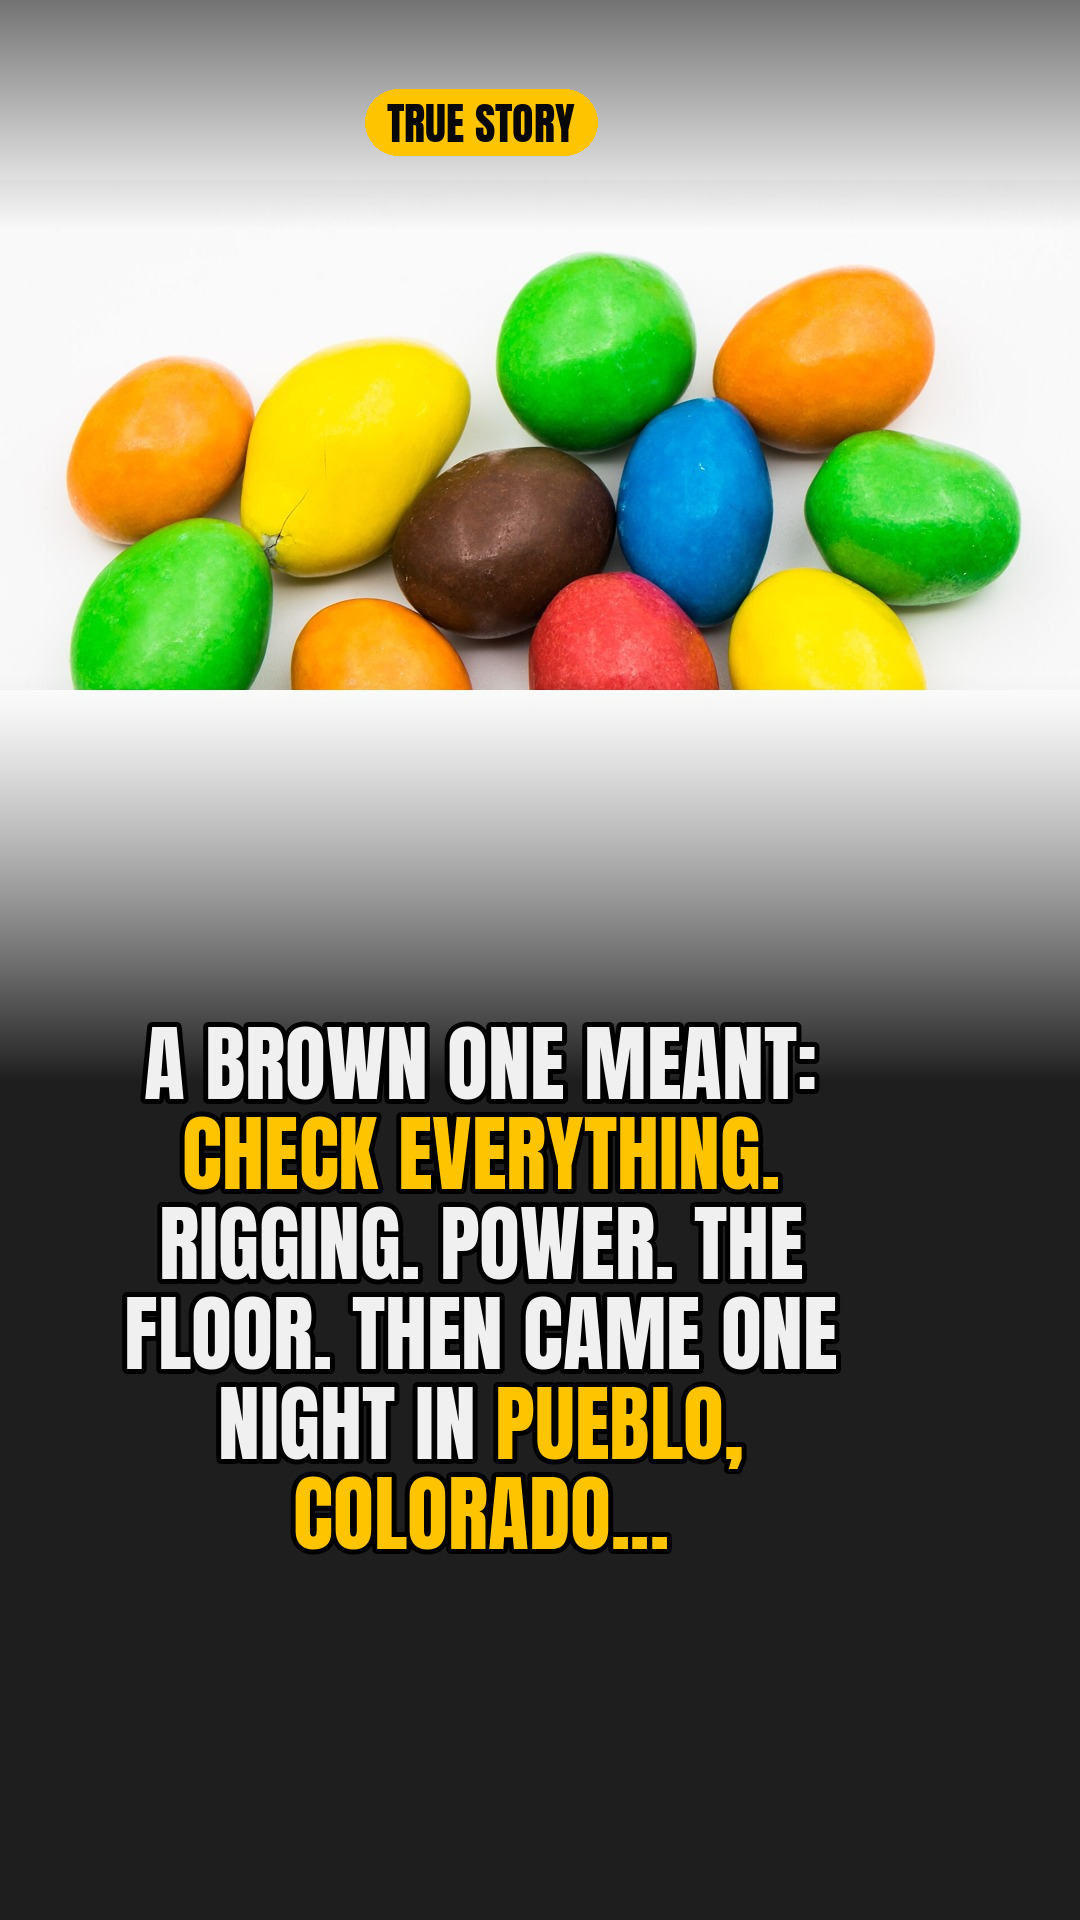 TRUE STORY
A BROWN ONE MEANT:
CHECK EVERYTHING.
RIGGING. POWER. THE
FLOOR. THEN CAME ONE
NIGHT IN PUEBLO,
COLORADO...